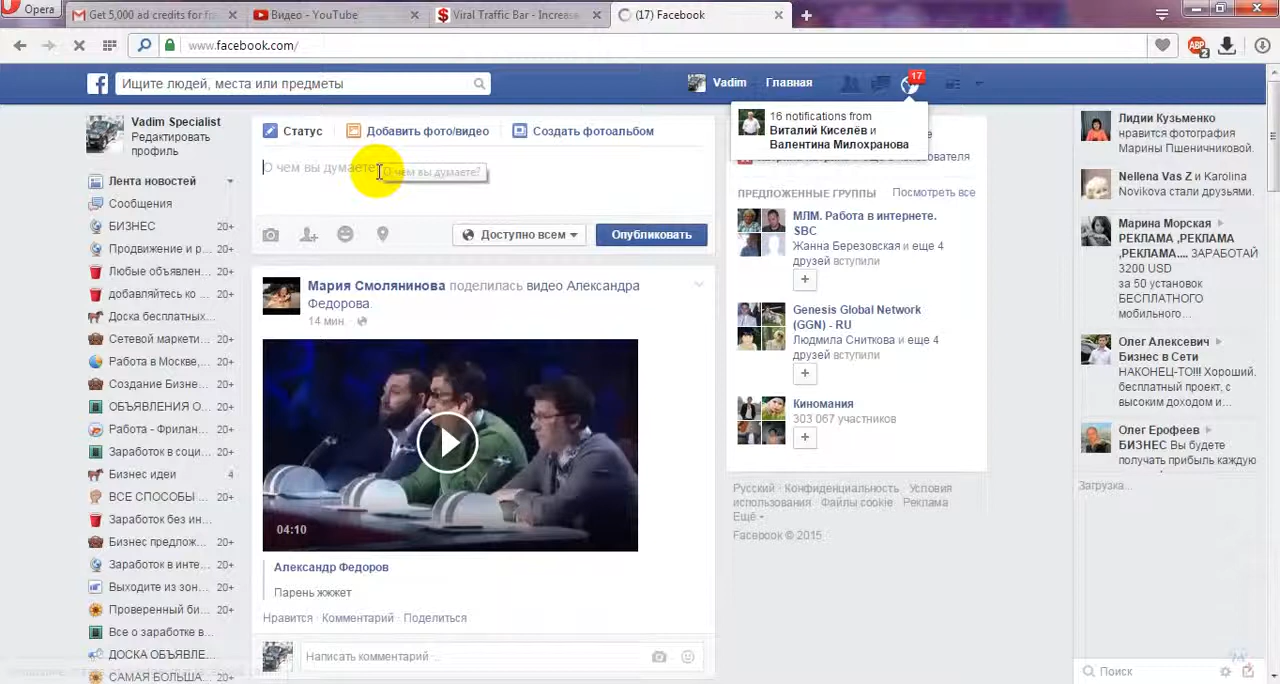 Opera
Get 5,000 ad credits for fr
Видео - YouTube
Viral Traffic Bar - Increase
(17) Facebook
www.facebook.com/
Ищите людей, места или предметы
Vadim
Главная
17
16 notifications from
Виталий Киселёв и
Валентина Милохранова
Vadim Specialist
Редактировать
профиль
Статус
Добавить фото/видео
Создать фотоальбом
О чем вы думаете?
О чем вы думаете?
Доступно всем
Опубликовать
Лента новостей
Сообщения
БИЗНЕС 20+
Продвижение и р... 20+
Любые объявлен... 20+
добавляйтесь ко ... 20+
Доска бесплатных...
Сетевой маркети... 20+
Работа в Москве,... 20+
Создание Бизне... 20+
ОБЪЯВЛЕНИЯ О... 20+
Работа - Фрилан... 20+
Заработок в соци... 20+
Бизнес идеи 4
ВСЕ СПОСОБЫ ... 20+
Заработок без ин... 20+
Бизнес предлож... 20+
Заработок в инте... 20+
Выходите из зон... 20+
Проверенный би... 20+
Все о заработке в...
ДОСКА ОБЪЯВЛЕ... 20+
САМАЯ БОЛЬША... 20+
Мария Смолянинова поделилась видео Александра
Федорова.
14 мин.
04:10
Александр Федоров
Парень жжжет
Нравится · Комментарий · Поделиться
Написать комментарий...
ПРЕДЛОЖЕННЫЕ ГРУППЫ
Посмотреть все
МЛМ. Работа в интернете.
SBC
Жанна Березовская и еще 4
друзей вступили
Genesis Global Network
(GGN) - RU
Людмила Сниткова и еще 4
друзей вступили
Киномания
303 067 участников
Русский · Конфиденциальность · Условия
использования · Файлы cookie · Реклама
Ещё
Facebook © 2015
Лидии Кузьменко
нравится фотография
Марины Пшеничниковой.
Nellena Vas Z и Karolina
Novikova стали друзьями.
Марина Морская
РЕКЛАМА ,РЕКЛАМА
,РЕКЛАМА.... ЗАРАБОТАЙ
3200 USD
за 50 установок
БЕСПЛАТНОГО
мобильного...
Олег Алексевич
Бизнес в Сети
НАКОНЕЦ-ТО!!! Хороший.
бесплатный проект, с
высоким доходом и...
Олег Ерофеев
БИЗНЕС Вы будете
получать прибыль каждую
Загрузка...
Поиск